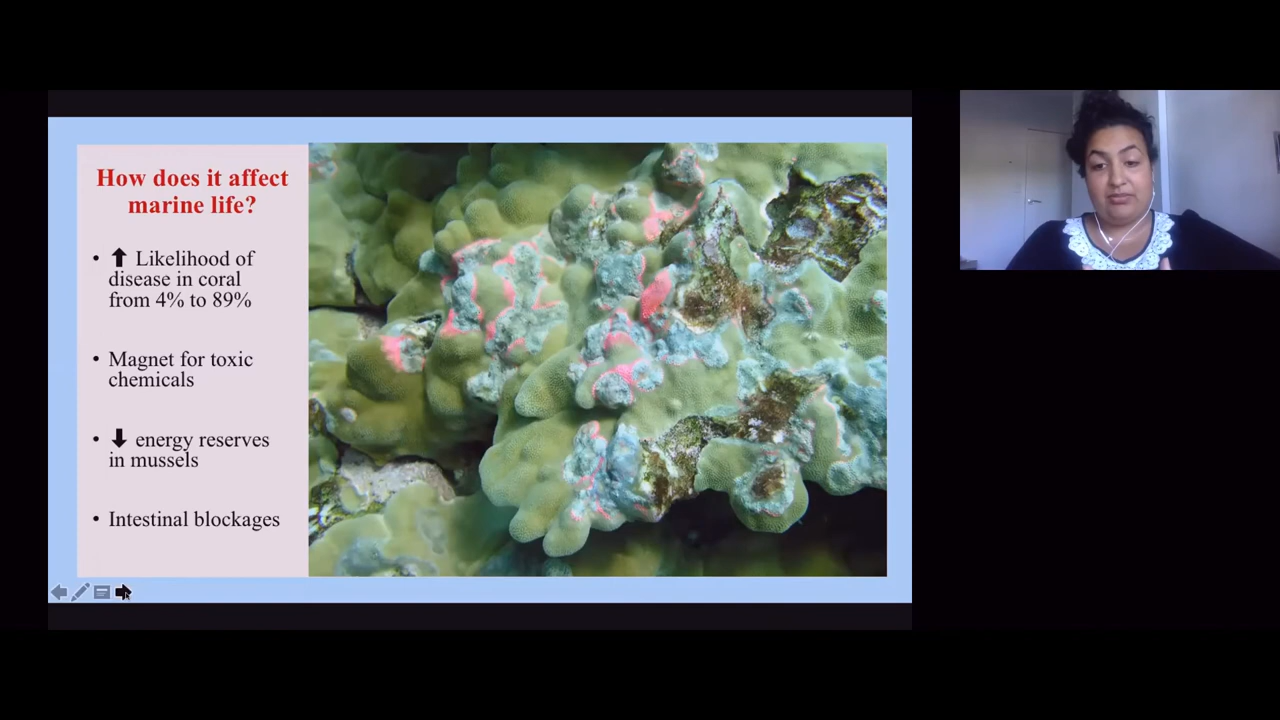 How does it affect
marine life?
• ⬆ Likelihood of
disease in coral
from 4% to 89%
• Magnet for toxic
chemicals
• ⬇ energy reserves
in mussels
• Intestinal blockages